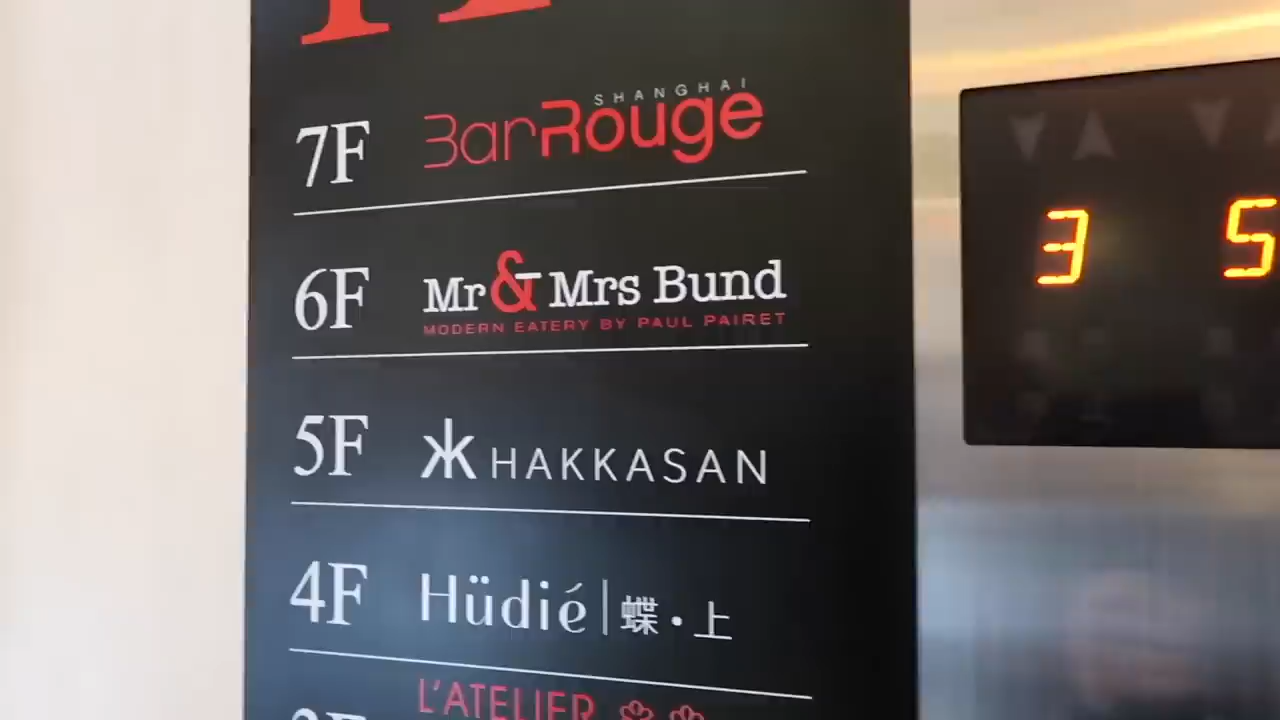 SHANGHAI
7F BarRouge
6F Mr & Mrs Bund
MODERN EATERY BY PAUL PAIRET
5F HAKKASAN
4F Hüdié | 蝶·上
L'ATELIER
3 5